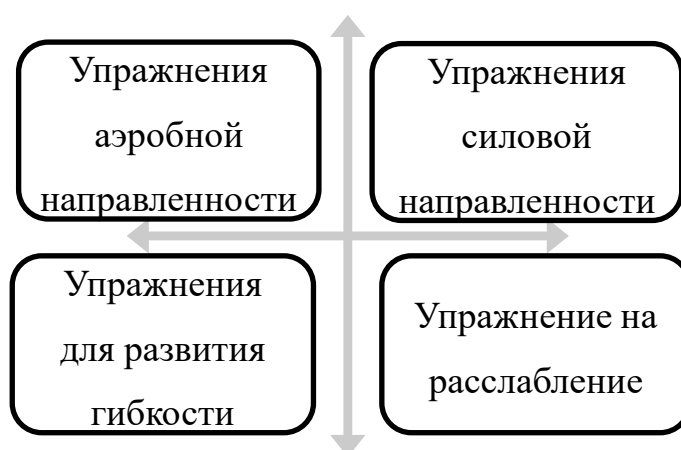 Упражнения
аэробной
направленности
Упражнения
силовой
направленности
Упражнения
для развития
гибкости
Упражнение на
расслабление